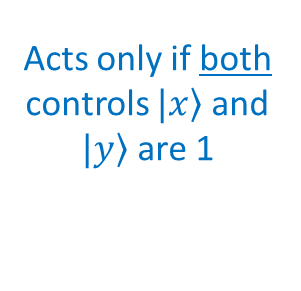 Acts only if both
controls |𝑥⟩ and
|𝑦⟩ are 1